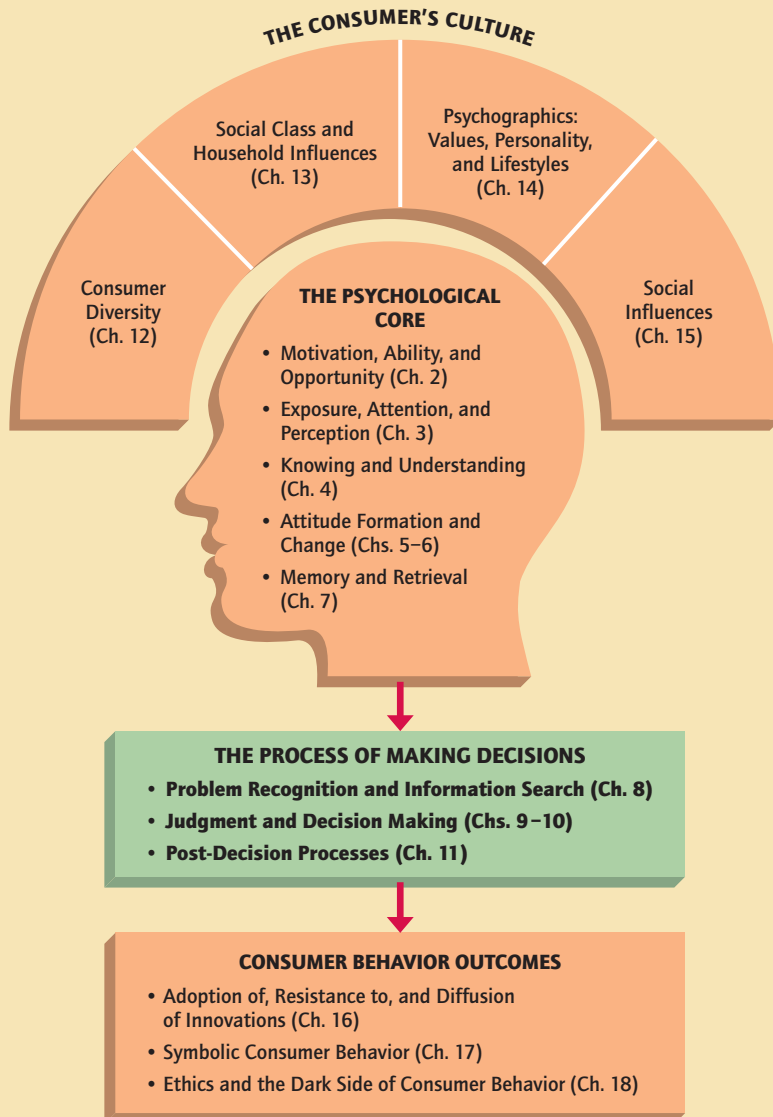 THE CONSUMER'S CULTURE
Consumer
Diversity
(Ch. 12)
Social Class and
Household Influences
(Ch. 13)
Psychographics:
Values, Personality,
and Lifestyles
(Ch. 14)
Social
Influences
(Ch. 15)
THE PSYCHOLOGICAL
CORE
• Motivation, Ability, and
Opportunity (Ch. 2)
• Exposure, Attention, and
Perception (Ch. 3)
• Knowing and Understanding
(Ch. 4)
• Attitude Formation and
Change (Chs. 5–6)
• Memory and Retrieval
(Ch. 7)
THE PROCESS OF MAKING DECISIONS
• Problem Recognition and Information Search (Ch. 8)
• Judgment and Decision Making (Chs. 9–10)
• Post-Decision Processes (Ch. 11)
CONSUMER BEHAVIOR OUTCOMES
• Adoption of, Resistance to, and Diffusion
of Innovations (Ch. 16)
• Symbolic Consumer Behavior (Ch. 17)
• Ethics and the Dark Side of Consumer Behavior (Ch. 18)